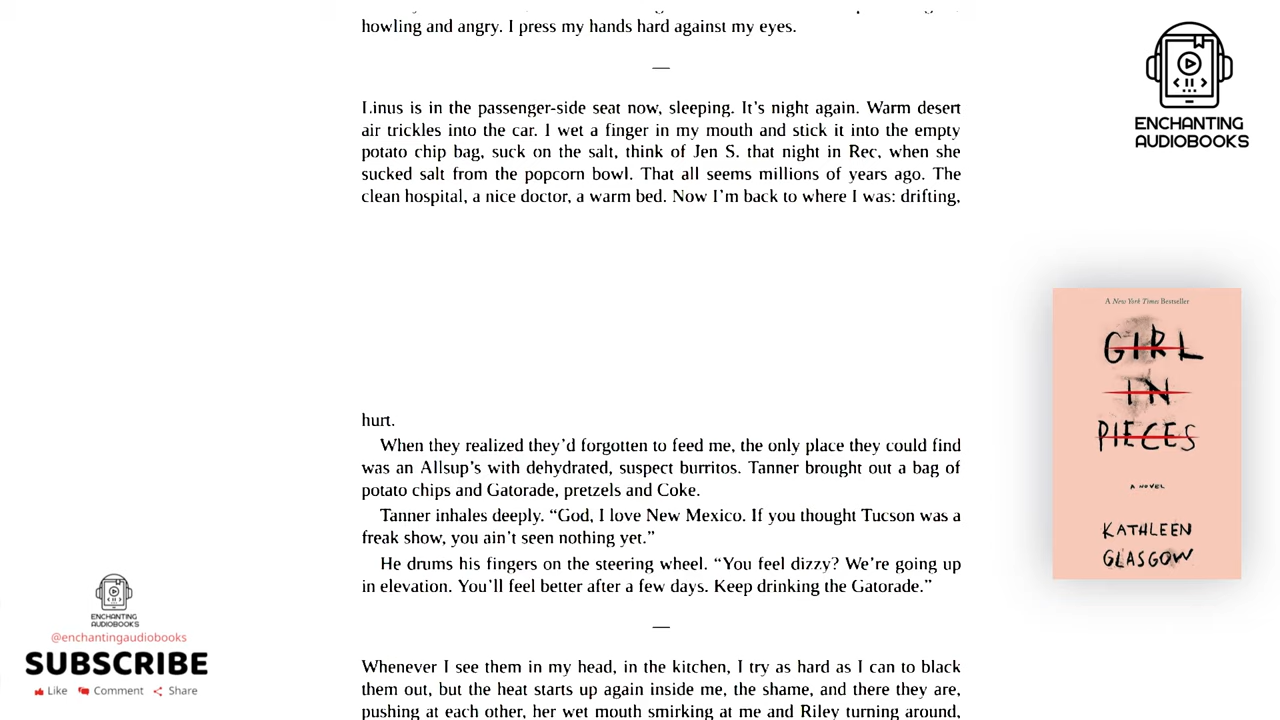 howling and angry. I press my hands hard against my eyes.
—
Linus is in the passenger-side seat now, sleeping. It's night again. Warm desert
air trickles into the car. I wet a finger in my mouth and stick it into the empty
potato chip bag, suck on the salt, think of Jen S. that night in Rec, when she
sucked salt from the popcorn bowl. That all seems millions of years ago. The
clean hospital, a nice doctor, a warm bed. Now I'm back to where I was: drifting,
hurt.
When they realized they'd forgotten to feed me, the only place they could find
was an Allsup's with dehydrated, suspect burritos. Tanner brought out a bag of
potato chips and Gatorade, pretzels and Coke.
Tanner inhales deeply. “God, I love New Mexico. If you thought Tucson was a
freak show, you ain't seen nothing yet.”
He drums his fingers on the steering wheel. “You feel dizzy? We're going up
in elevation. You'll feel better after a few days. Keep drinking the Gatorade.”
—
Whenever I see them in my head, in the kitchen, I try as hard as I can to black
them out, but the heat starts up again inside me, the shame, and there they are,
pushing at each other, her wet mouth smirking at me and Riley turning around,
ENCHANTING
AUDIOBOOKS
A New York Times Bestseller
GIRL
IN
PIECES
A NOVEL
KATHLEEN
GLASGOW
ENCHANTING
AUDIOBOOKS
@enchantingaudiobooks
SUBSCRIBE
Like Comment Share